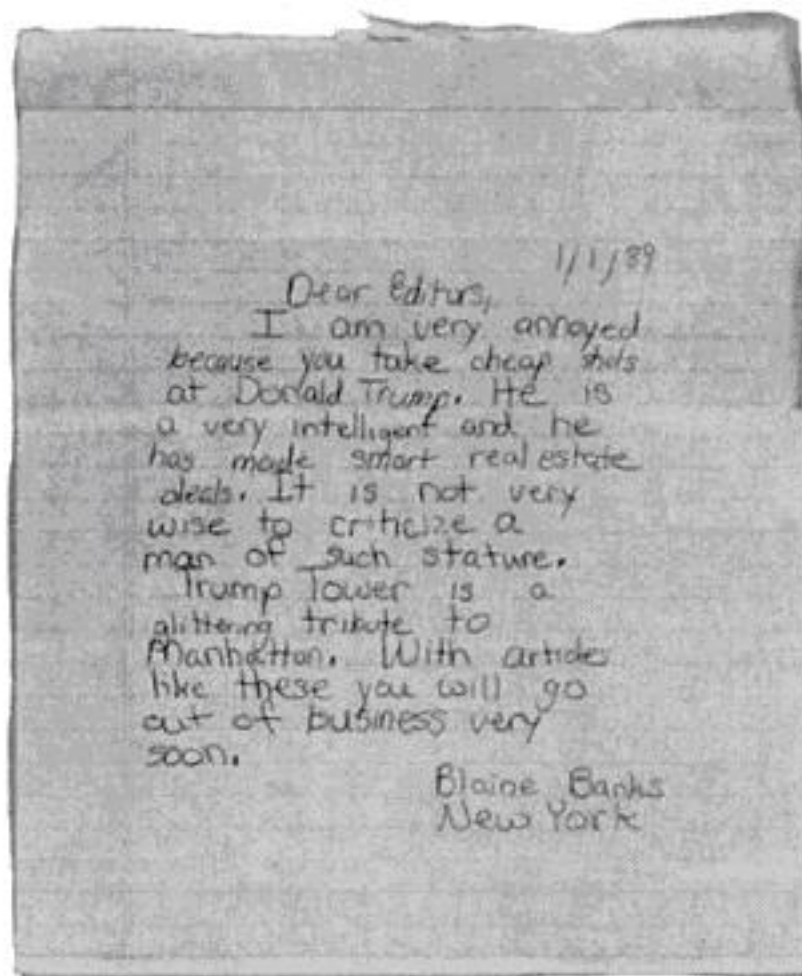 1/1/89
Dear Editurs,
I am very annoyed
because you take cheap shots
at Donald Trump. He is
a very intelligent and he
has made smart real estate
deals. It is not very
wise to criticize a
man of such stature.
Trump Tower is a
glittering tribute to
Manhattan. With articles
like these you will go
out of business very
soon.
Blaine Banks
New York